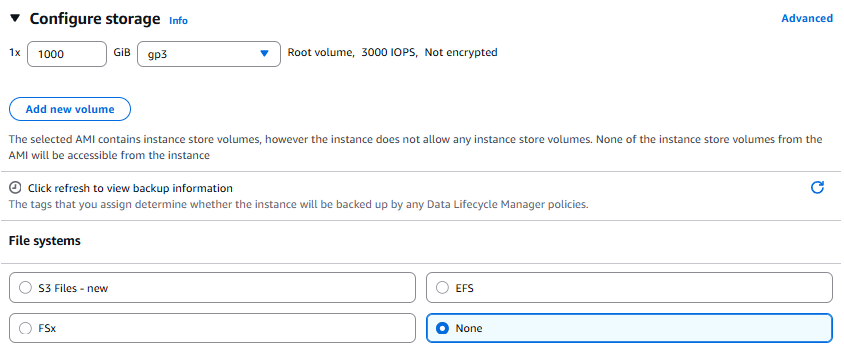 Configure storage Info Advanced
1x 1000 GiB gp3 Root volume, 3000 IOPS, Not encrypted
Add new volume
The selected AMI contains instance store volumes, however the instance does not allow any instance store volumes. None of the instance store volumes from the
AMI will be accessible from the instance
Click refresh to view backup information
The tags that you assign determine whether the instance will be backed up by any Data Lifecycle Manager policies.
File systems
S3 Files - new EFS
FSx None